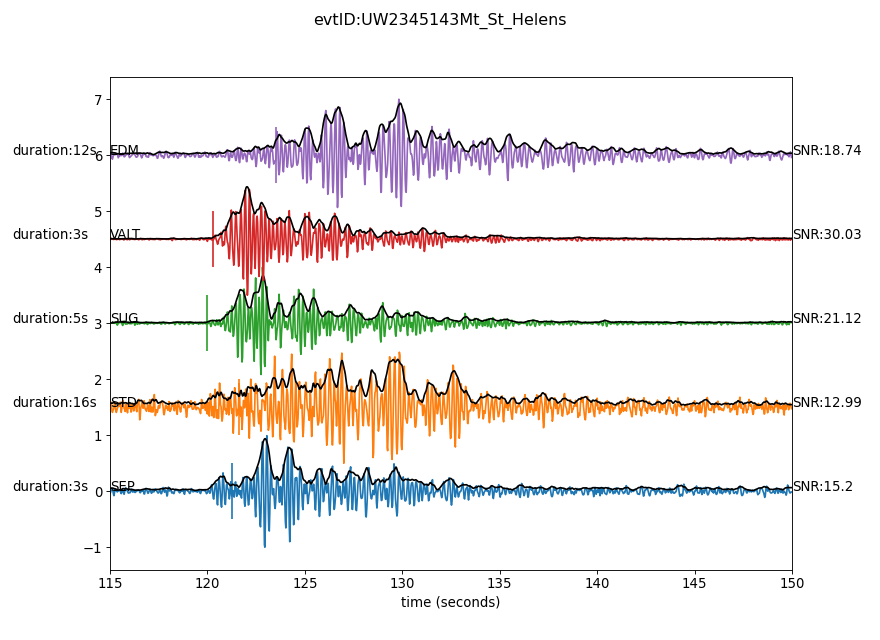 evtID:UW2345143Mt_St_Helens
7
duration:12s EDM SNR:18.74
6
5
duration:3s VALT SNR:30.03
4
duration:5s SUG SNR:21.12
3
2
duration:16s STD SNR:12.99
1
duration:3s SEP SNR:15.2
0
−1
115 120 125 130 135 140 145 150
time (seconds)